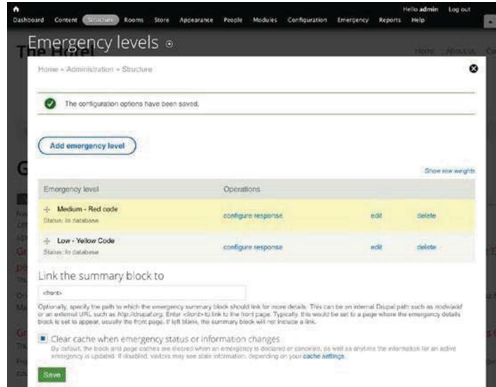 Hello admin Log out
Dashboard Content Structure Rooms Store Appearance People Modules Configuration Emergency Reports Help
Emergency levels
Home » Administration » Structure
The configuration options have been saved.
Add emergency level
Show row weights
Emergency level Operations
Medium - Red code configure response edit delete
Status: In database
Low - Yellow Code configure response edit delete
Status: In database
Link the summary block to
<front>
Optionally, specify the path to which the emergency summary block should link for more details. This can be an internal Drupal path such as node/add
or an external URL such as http://drupal.org. Enter <front> to link to the front page. Typically, this would be set to a page where the emergency details
block is set to appear, usually the front page. If left blank, the summary block will not include a link.
Clear cache when emergency status or information changes
By default, the block and page caches are cleared when an emergency is declared or canceled, as well as anytime the information for an active
emergency is updated. If disabled, visitors may see stale information, depending on your cache settings.
Save